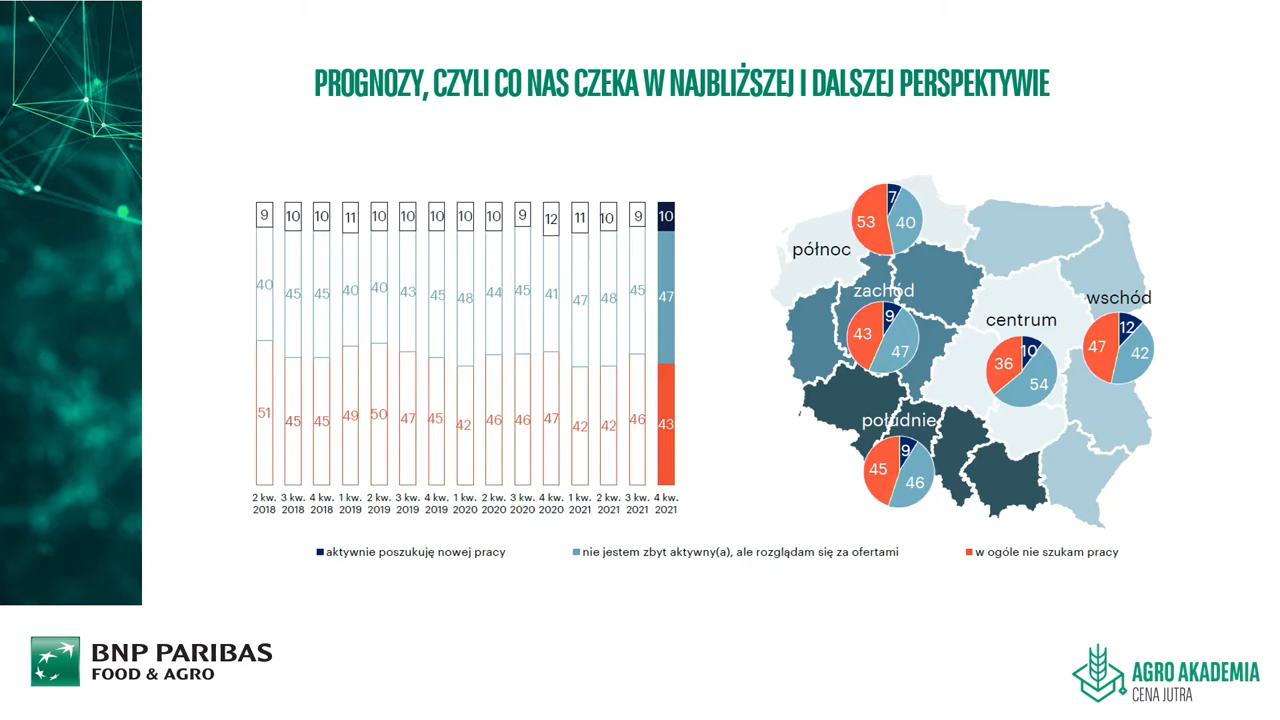 PROGNOZY, CZYLI CO NAS CZEKA W NAJBLIŻSZEJ I DALSZEJ PERSPEKTYWIE
9 10 10 11 10 10 10 10 10 9 12 11 10 9 10
40 45 45 40 40 43 45 48 44 45 41 47 48 45 47
51 45 45 49 50 47 45 42 46 46 47 42 42 46 43
2 kw. 3 kw. 4 kw. 1 kw. 2 kw. 3 kw. 4 kw. 1 kw. 2 kw. 3 kw. 4 kw. 1 kw. 2 kw. 3 kw. 4 kw.
2018 2018 2018 2019 2019 2019 2019 2020 2020 2020 2020 2021 2021 2021 2021
północ
7
53 40
zachód
9
43
47
centrum
10
36
54
wschód
12
47 42
południe
9
45
46
aktywnie poszukuję nowej pracy
nie jestem zbyt aktywny(a), ale rozglądam się za ofertami
w ogóle nie szukam pracy
BNP PARIBAS
FOOD & AGRO
AGRO AKADEMIA
CENA JUTRA